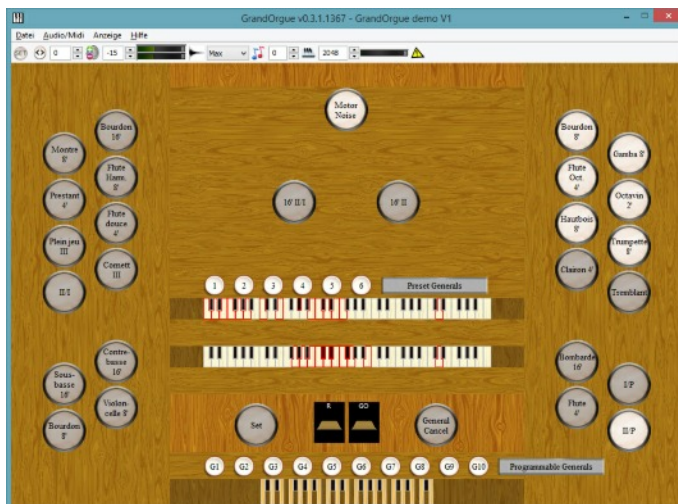 GrandOrgue v0.3.1.1367 - GrandOrgue demo V1
Datei Audio/Midi Anzeige Hilfe
0 -15 Max 0 2048
Motor
Noise
Bourdon
16'
Montre
8'
Flute
Harm.
8'
Prestant
4'
Flute
douce
4'
Plein jeu
III
Cornett
III
II/I
16' II/I
16' II
Bourdon
8'
Gamba 8'
Flute
Oct.
4'
Octavin
2'
Hautbois
8'
Trumpette
8'
Clairon 4'
Tremblant
1 2 3 4 5 6 Preset Generals
Contre-
basse
16'
Sous-
basse
16'
Violon-
celle 8'
Bourdon
8'
Set
R GO
General
Cancel
Bombarde
16'
I/P
Flute
4'
II/P
G1 G2 G3 G4 G5 G6 G7 G8 G9 G10 Programmable Generals